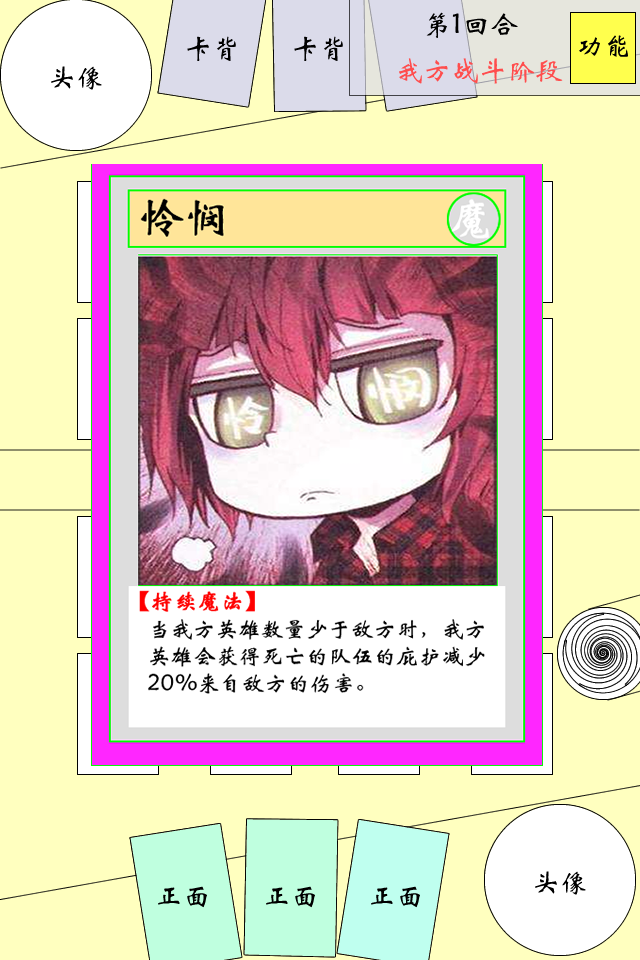 头像
卡背
卡背
第1回合
我方战斗阶段
功能
怜悯
魔
怜
悯
【持续魔法】
当我方英雄数量少于敌方时，我方
英雄会获得死亡的队伍的庇护减少
20%来自敌方的伤害。
正面
正面
正面
头像